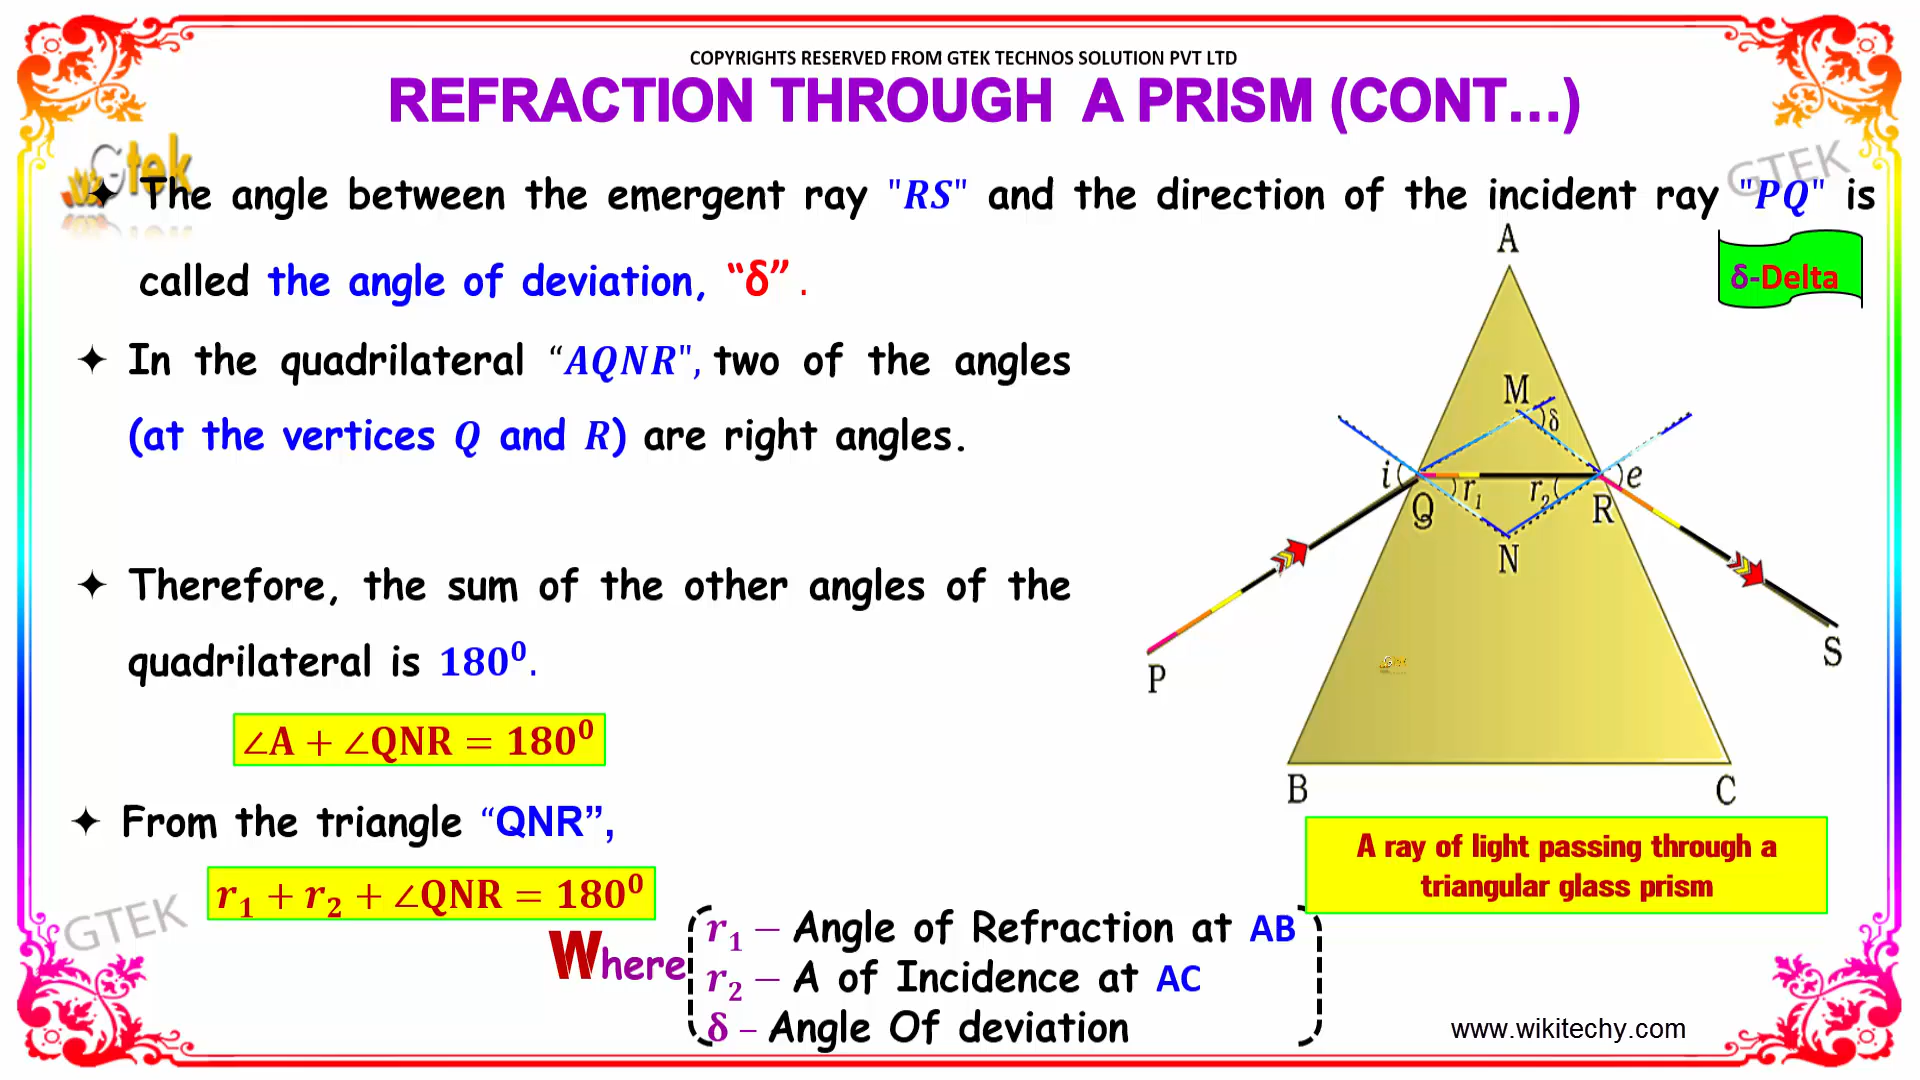 COPYRIGHTS RESERVED FROM GTEK TECHNOS SOLUTION PVT LTD
REFRACTION THROUGH A PRISM (CONT...)
Gtek
GTEK
✦ The angle between the emergent ray "RS" and the direction of the incident ray "PQ" is
called the angle of deviation, “δ” .
δ-Delta
✦ In the quadrilateral “AQNR", two of the angles
(at the vertices Q and R) are right angles.
✦ Therefore, the sum of the other angles of the
quadrilateral is 180⁰.
∠A + ∠QNR = 180⁰
✦ From the triangle “QNR”,
r₁ + r₂ + ∠QNR = 180⁰
A
M
δ
i
Q
r₁
r₂
R
e
N
P
S
B
C
A ray of light passing through a
triangular glass prism
GTEK
Where
r₁ – Angle of Refraction at AB
r₂ – A of Incidence at AC
δ – Angle Of deviation
www.wikitechy.com